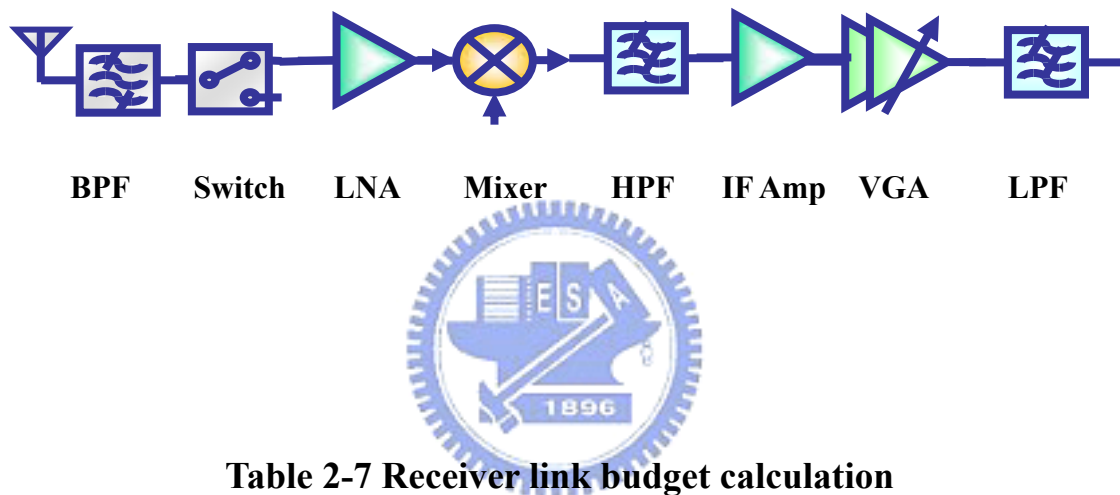 BPF Switch LNA Mixer HPF IF Amp VGA LPF
E S A
1896
Table 2-7 Receiver link budget calculation